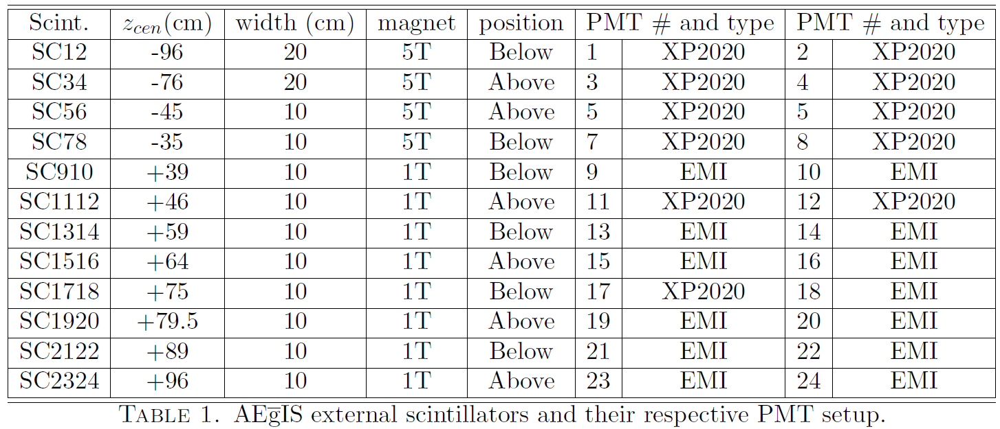 Scint. z_cen(cm) width (cm) magnet position PMT # and type PMT # and type
SC12 -96 20 5T Below 1 XP2020 2 XP2020
SC34 -76 20 5T Above 3 XP2020 4 XP2020
SC56 -45 10 5T Above 5 XP2020 5 XP2020
SC78 -35 10 5T Below 7 XP2020 8 XP2020
SC910 +39 10 1T Below 9 EMI 10 EMI
SC1112 +46 10 1T Above 11 XP2020 12 XP2020
SC1314 +59 10 1T Below 13 EMI 14 EMI
SC1516 +64 10 1T Above 15 EMI 16 EMI
SC1718 +75 10 1T Below 17 XP2020 18 EMI
SC1920 +79.5 10 1T Above 19 EMI 20 EMI
SC2122 +89 10 1T Below 21 EMI 22 EMI
SC2324 +96 10 1T Above 23 EMI 24 EMI
TABLE 1. AEg̅IS external scintillators and their respective PMT setup.